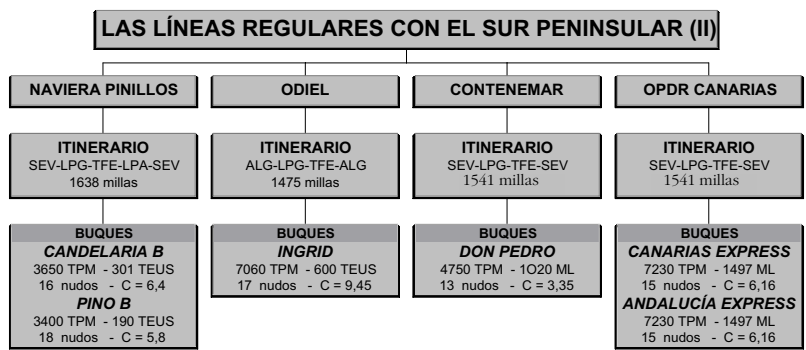 LAS LÍNEAS REGULARES CON EL SUR PENINSULAR (II)
NAVIERA PINILLOS
ITINERARIO
SEV-LPG-TFE-LPA-SEV
1638 millas
BUQUES
CANDELARIA B
3650 TPM - 301 TEUS
16 nudos - C = 6,4
PINO B
3400 TPM - 190 TEUS
18 nudos - C = 5,8
ODIEL
ITINERARIO
ALG-LPG-TFE-ALG
1475 millas
BUQUES
INGRID
7060 TPM - 600 TEUS
17 nudos - C = 9,45
CONTENEMAR
ITINERARIO
SEV-LPG-TFE-SEV
1541 millas
BUQUES
DON PEDRO
4750 TPM - 1O20 ML
13 nudos - C = 3,35
OPDR CANARIAS
ITINERARIO
SEV-LPG-TFE-SEV
1541 millas
BUQUES
CANARIAS EXPRESS
7230 TPM - 1497 ML
15 nudos - C = 6,16
ANDALUCÍA EXPRESS
7230 TPM - 1497 ML
15 nudos - C = 6,16